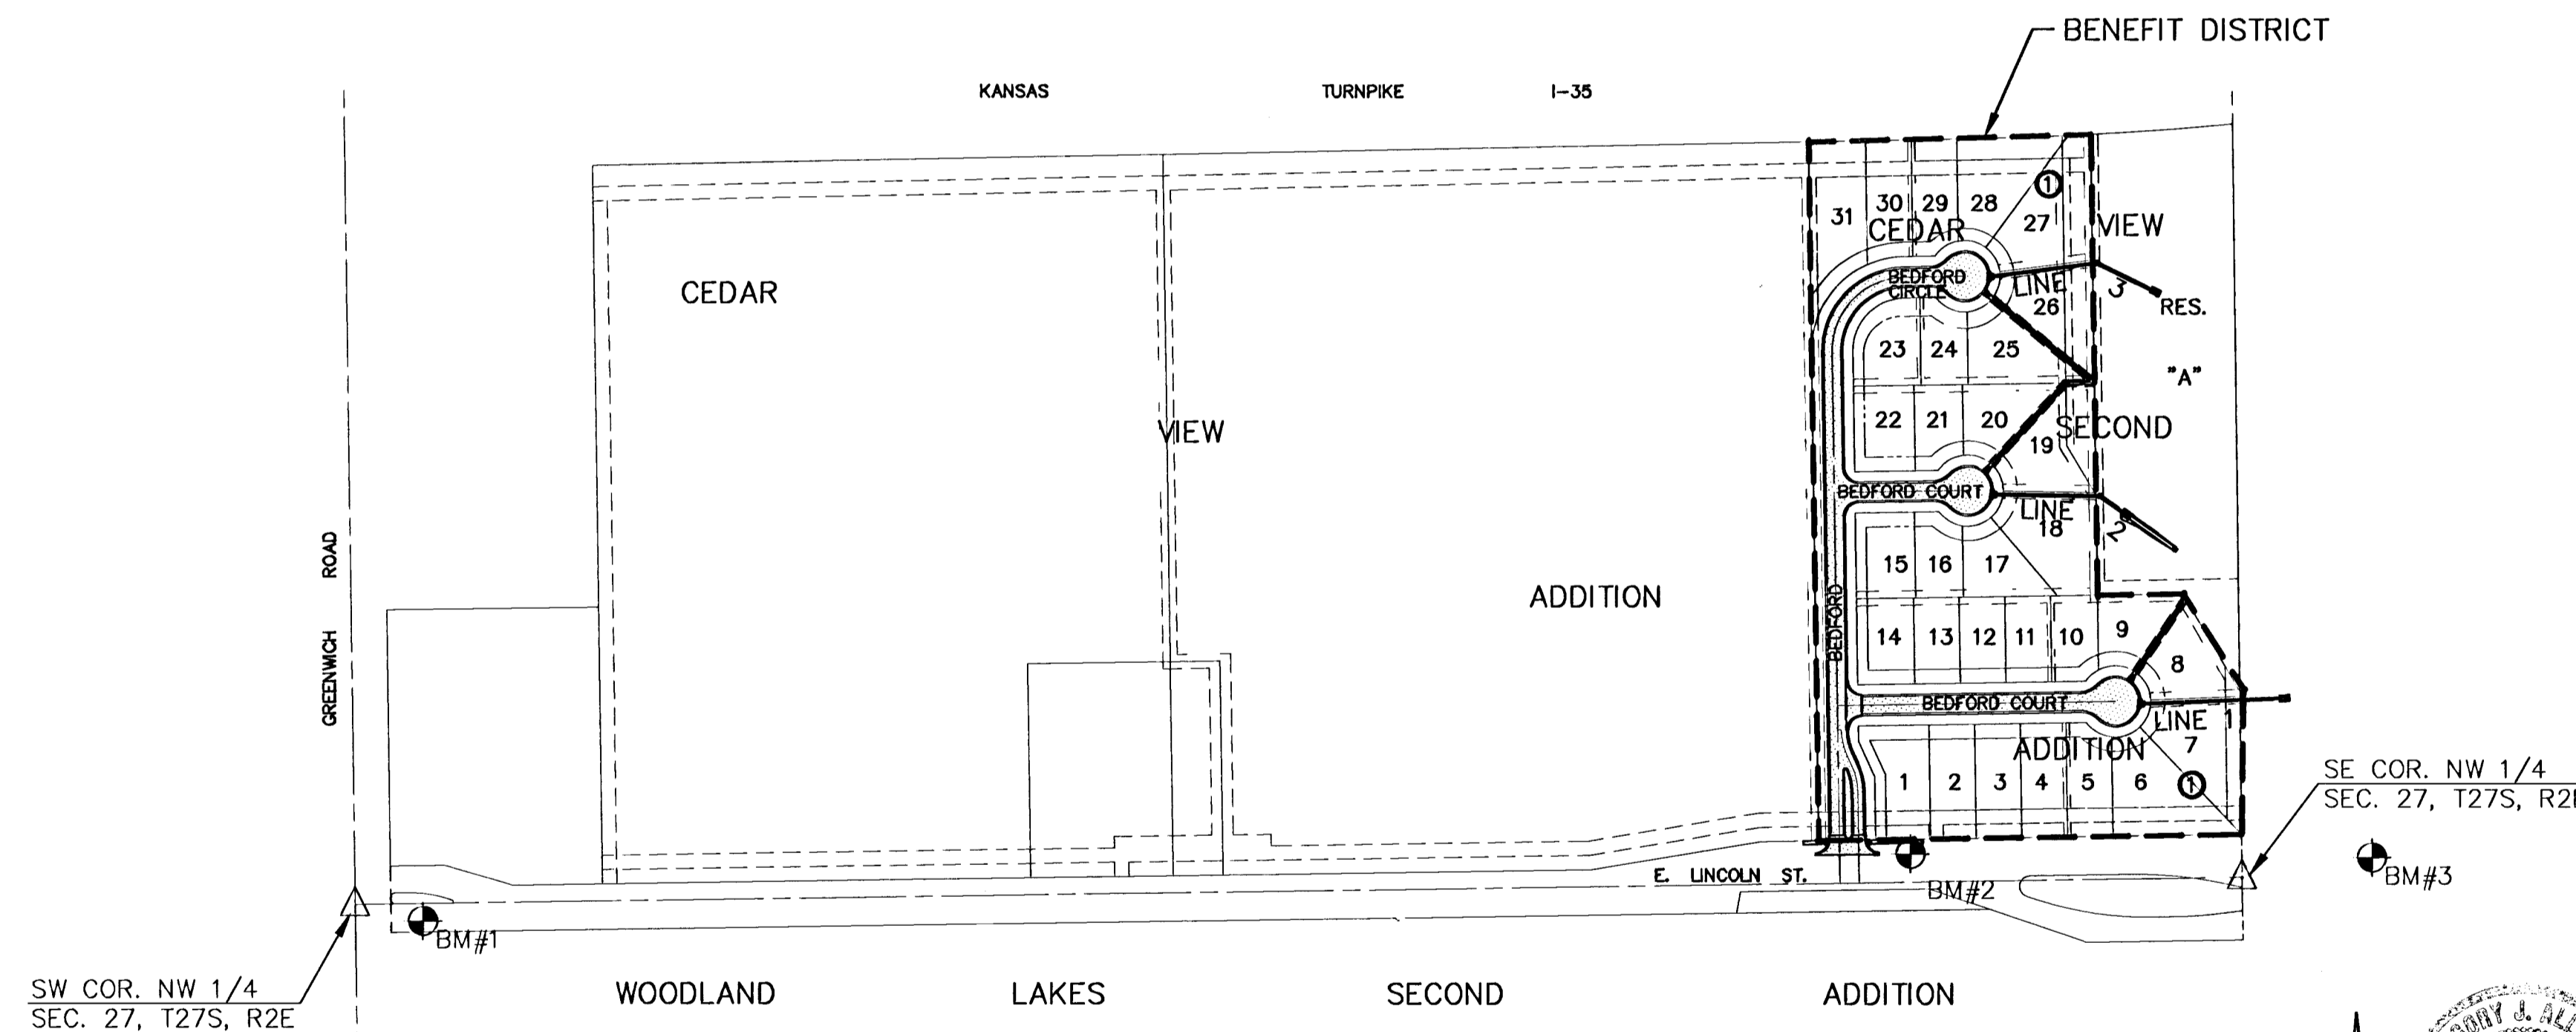 BENEFIT DISTRICT
KANSAS TURNPIKE I-35
CEDAR VIEW ADDITION
GREENWICH ROAD
31 30 29 28 27
1
CEDAR VIEW
BEDFORD
CIRCLE
LINE 3
26
RES.
"A"
23 24 25
22 21 20
19
SECOND
BEDFORD COURT
LINE 2
18
15 16 17
BEDFORD
14 13 12 11 10 9
8
BEDFORD COURT
LINE 1
ADDITION
7
1 2 3 4 5 6
1
SE COR. NW 1/4
SEC. 27, T27S,
E. LINCOLN ST.
BM#1
BM#2
BM#3
SW COR. NW 1/4
SEC. 27, T27S, R2E
WOODLAND LAKES SECOND ADDITION
J.